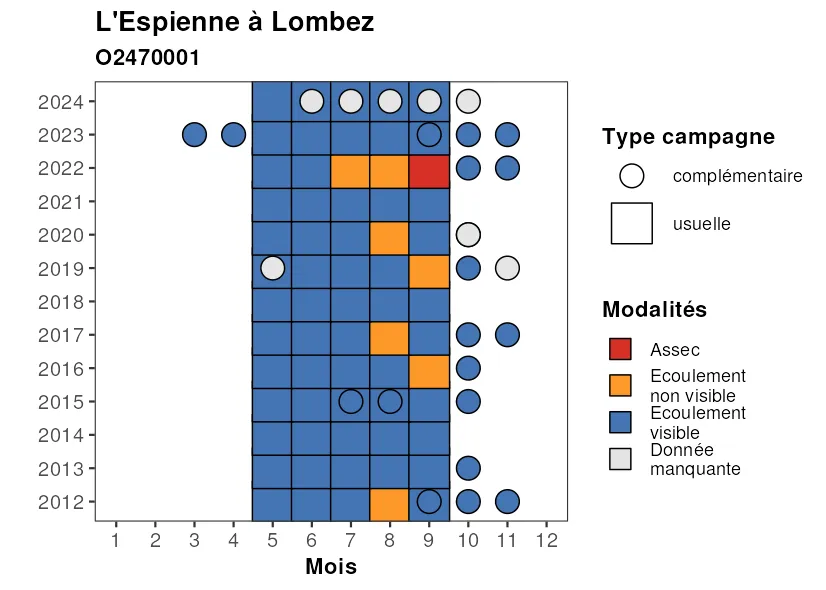 L'Espienne à Lombez
O2470001
2024
2023
2022
2021
2020
2019
2018
2017
2016
2015
2014
2013
2012
1 2 3 4 5 6 7 8 9 10 11 12
Mois
Type campagne
complémentaire
usuelle
Modalités
Assec
Ecoulement
non visible
Ecoulement
visible
Donnée
manquante